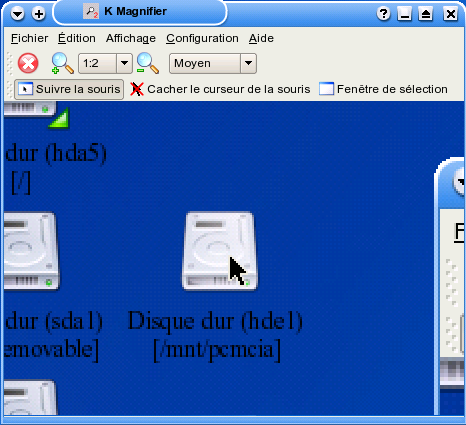 K Magnifier
Fichier Édition Affichage Configuration Aide
1:2 Moyen
Suivre la souris Cacher le curseur de la souris Fenêtre de sélection
dur (hda5)
[/]
dur (sda1) Disque dur (hde1)
emovable] [/mnt/pcmcia]